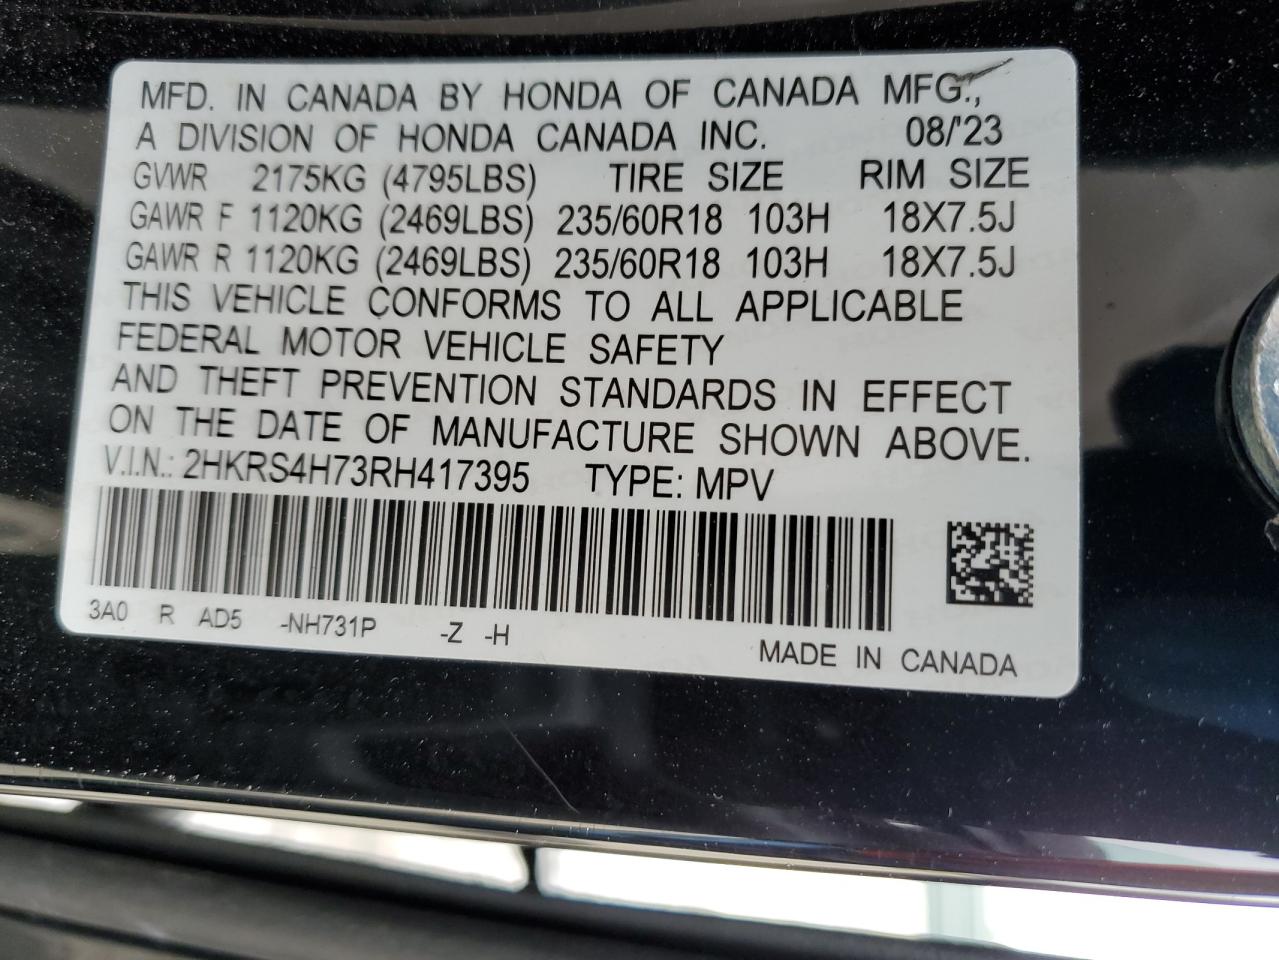 MFD. IN CANADA BY HONDA OF CANADA MFG.,
A DIVISION OF HONDA CANADA INC. 08/'23
GVWR 2175KG (4795LBS) TIRE SIZE RIM SIZE
GAWR F 1120KG (2469LBS) 235/60R18 103H 18X7.5J
GAWR R 1120KG (2469LBS) 235/60R18 103H 18X7.5J
THIS VEHICLE CONFORMS TO ALL APPLICABLE
FEDERAL MOTOR VEHICLE SAFETY
AND THEFT PREVENTION STANDARDS IN EFFECT
ON THE DATE OF MANUFACTURE SHOWN ABOVE.
V.I.N.: 2HKRS4H73RH417395 TYPE: MPV
3A0 R AD5 -NH731P -Z -H
MADE IN CANADA